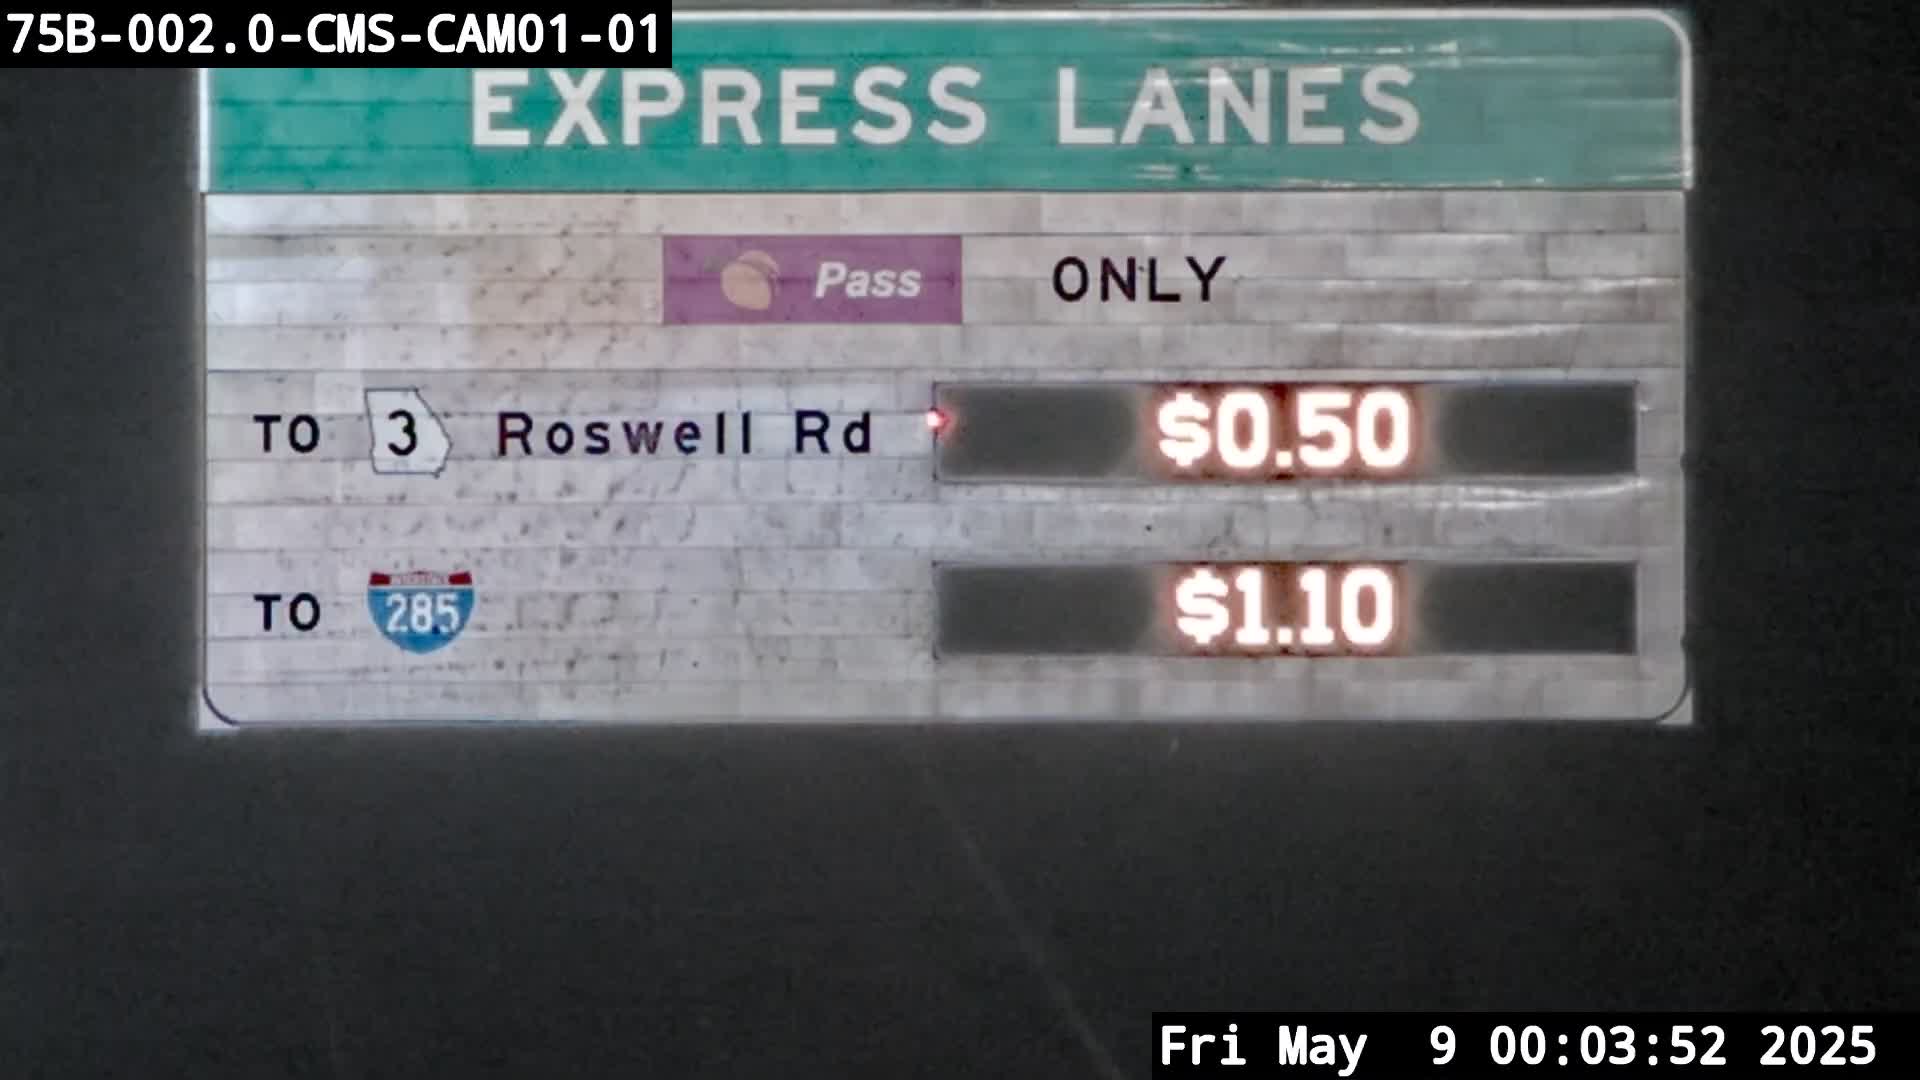 75B-002.0-CMS-CAM01-01
EXPRESS LANES
Pass ONLY
TO 3 Roswell Rd $0.50
INTERSTATE
TO 285 $1.10
Fri May 9 00:03:52 2025